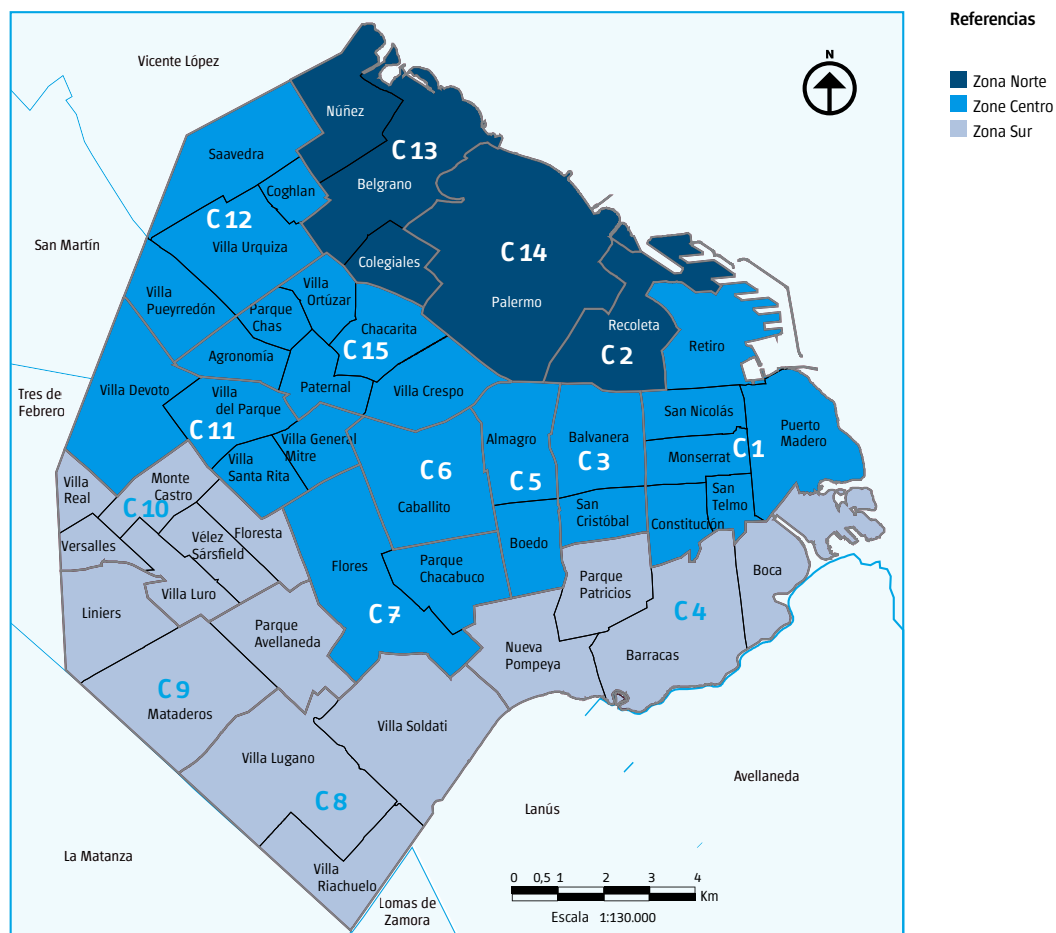 Referencias
Zona Norte
Zone Centro
Zona Sur
N
Vicente López
Núñez
C 13
Saavedra
Belgrano
Coghlan
C 12
Villa Urquiza
San Martín
C 14
Colegiales
Villa
Ortúzar
Villa
Pueyrredón
Palermo
Parque
Chas
Chacarita
Recoleta
C 15
C 2
Retiro
Agronomía
Villa Devoto
Paternal
Villa Crespo
Tres de
Febrero
Villa
del Parque
C 11
San Nicolás
Puerto
Madero
Almagro
Balvanera
Villa General
Mitre
C 1
Monserrat
C 3
Villa
Santa Rita
C 6
C 5
Villa
Real
Monte
Castro
C 10
Caballito
San
Cristóbal
San
Telmo
Constitución
Versalles
Vélez
Sársfield
Floresta
Boedo
Flores
Parque
Chacabuco
Boca
Parque
Patricios
Villa Luro
Liniers
C 7
C 4
Parque
Avellaneda
Nueva
Pompeya
Barracas
C 9
Mataderos
Villa Soldati
Villa Lugano
Avellaneda
C 8
Lanús
La Matanza
Villa
Riachuelo
Lomas de
Zamora
0 0,5 1 2 3 4
Km
Escala 1:130.000